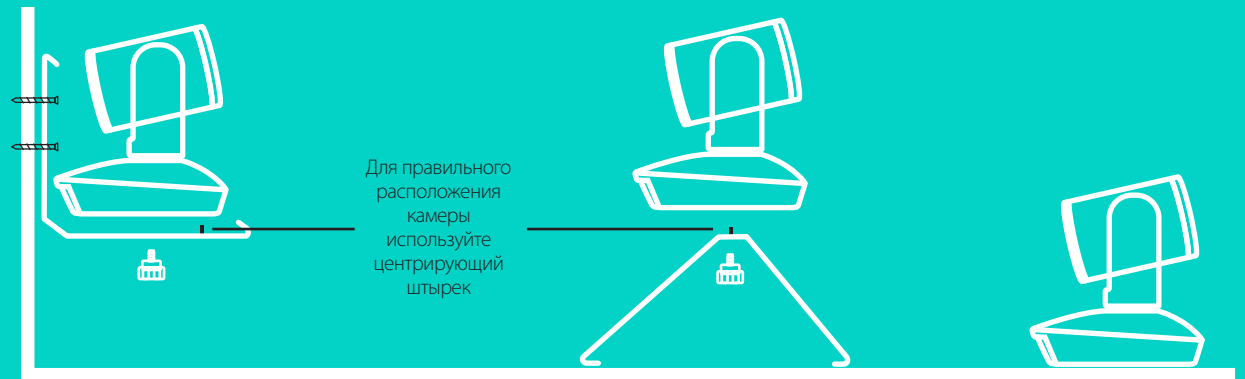 Для правильного
расположения
камеры
используйте
центрирующий
штырек